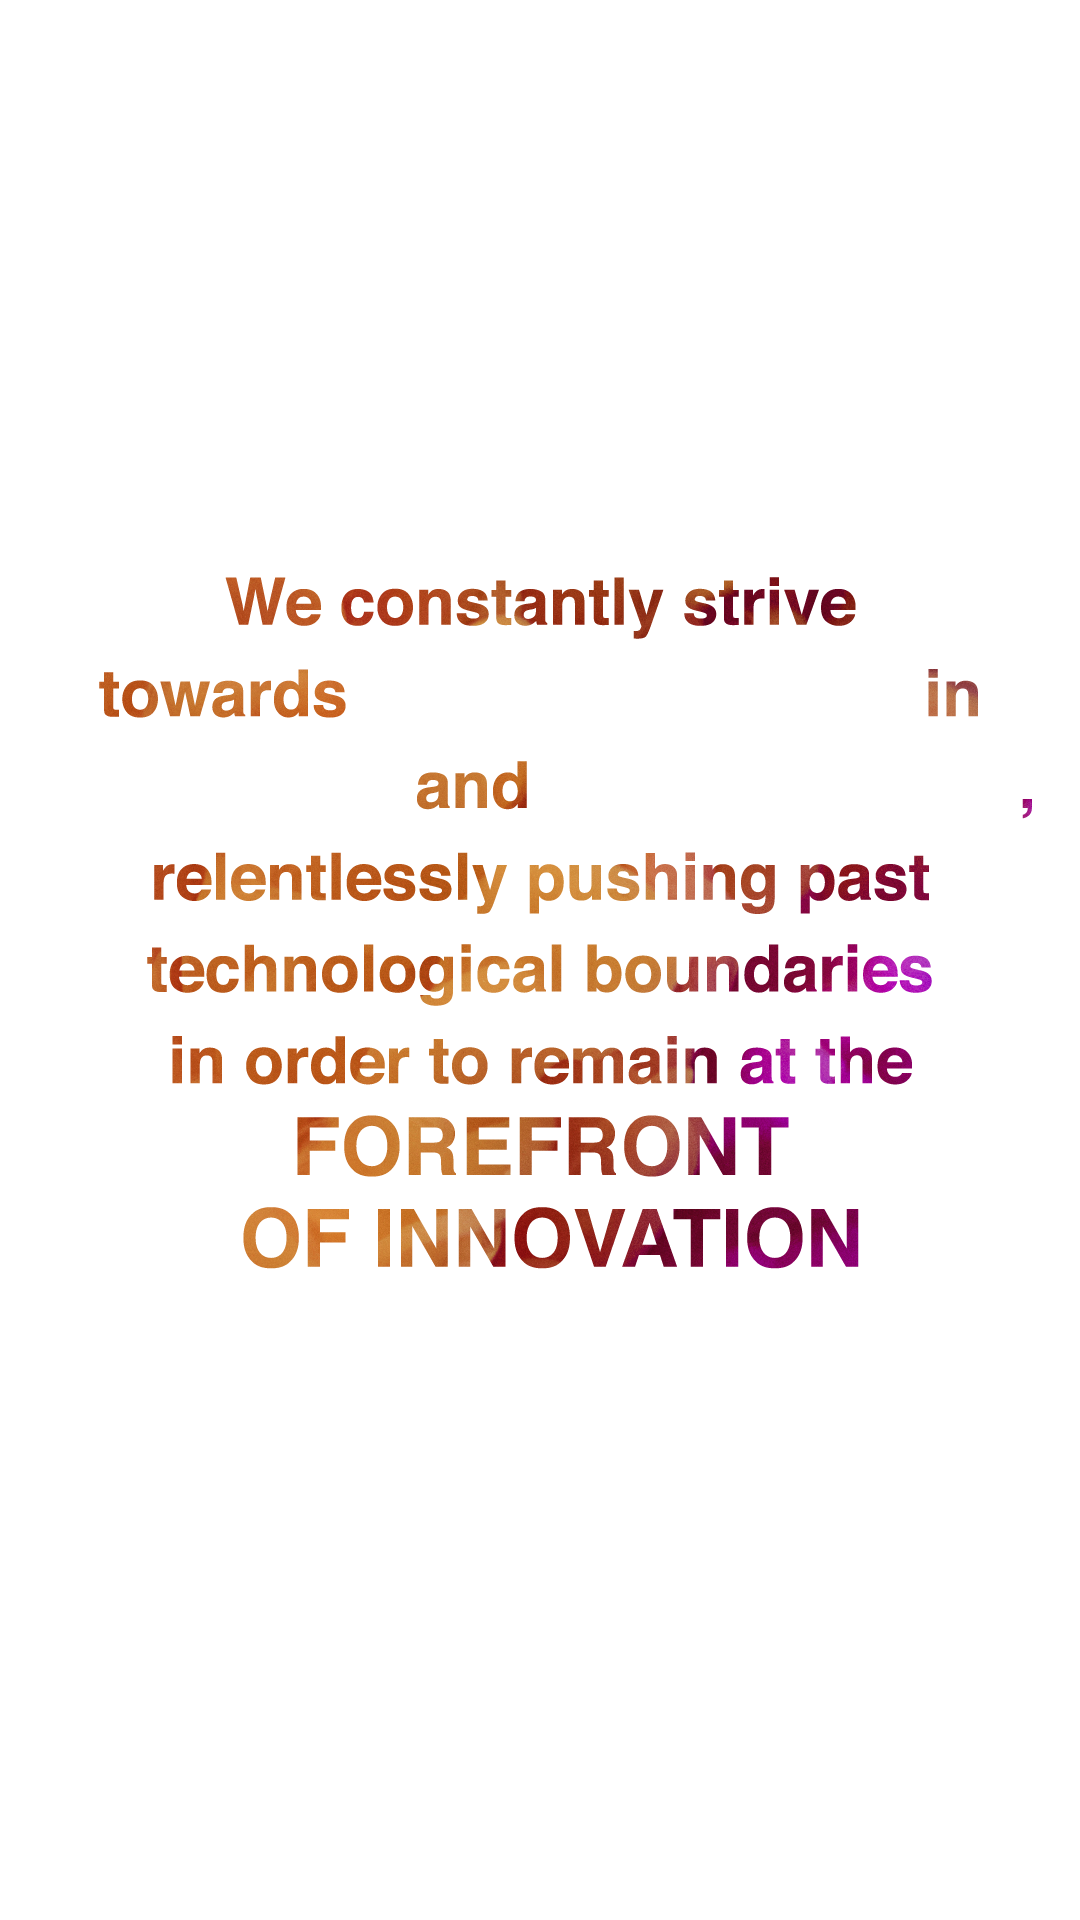 We constantly strive
towards in
and ,
relentlessly pushing past
technological boundaries
in order to remain at the
FOREFRONT
OF INNOVATION